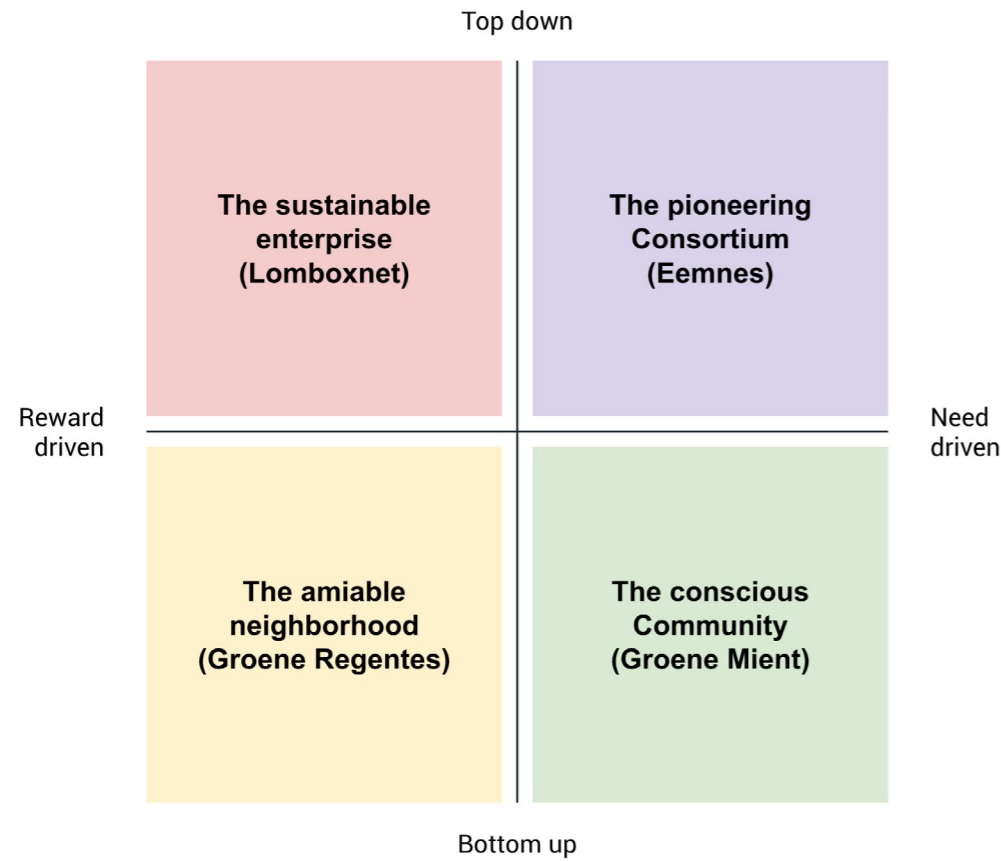 Top down
The sustainable
enterprise
(Lomboxnet)
The pioneering
Consortium
(Eemnes)
Reward
driven
Need
driven
The amiable
neighborhood
(Groene Regentes)
The conscious
Community
(Groene Mient)
Bottom up